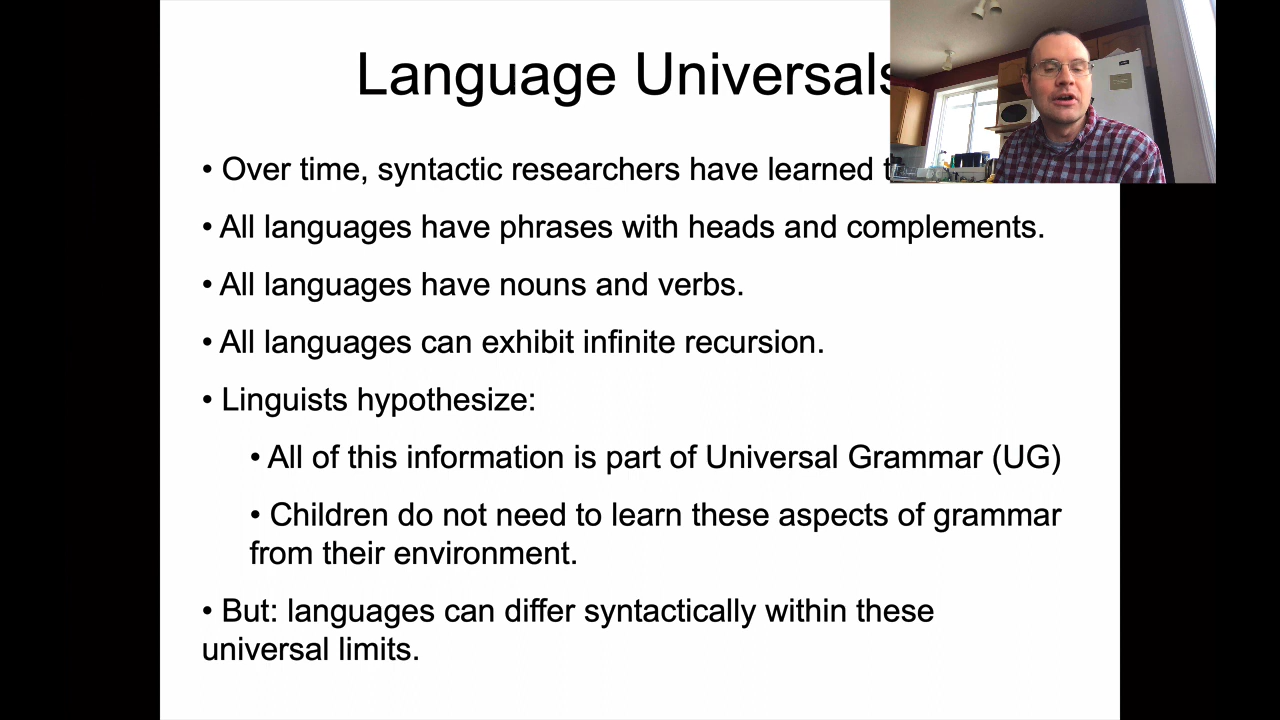 Language Universals
• Over time, syntactic researchers have learned
• All languages have phrases with heads and complements.
• All languages have nouns and verbs.
• All languages can exhibit infinite recursion.
• Linguists hypothesize:
• All of this information is part of Universal Grammar (UG)
• Children do not need to learn these aspects of grammar
from their environment.
• But: languages can differ syntactically within these
universal limits.